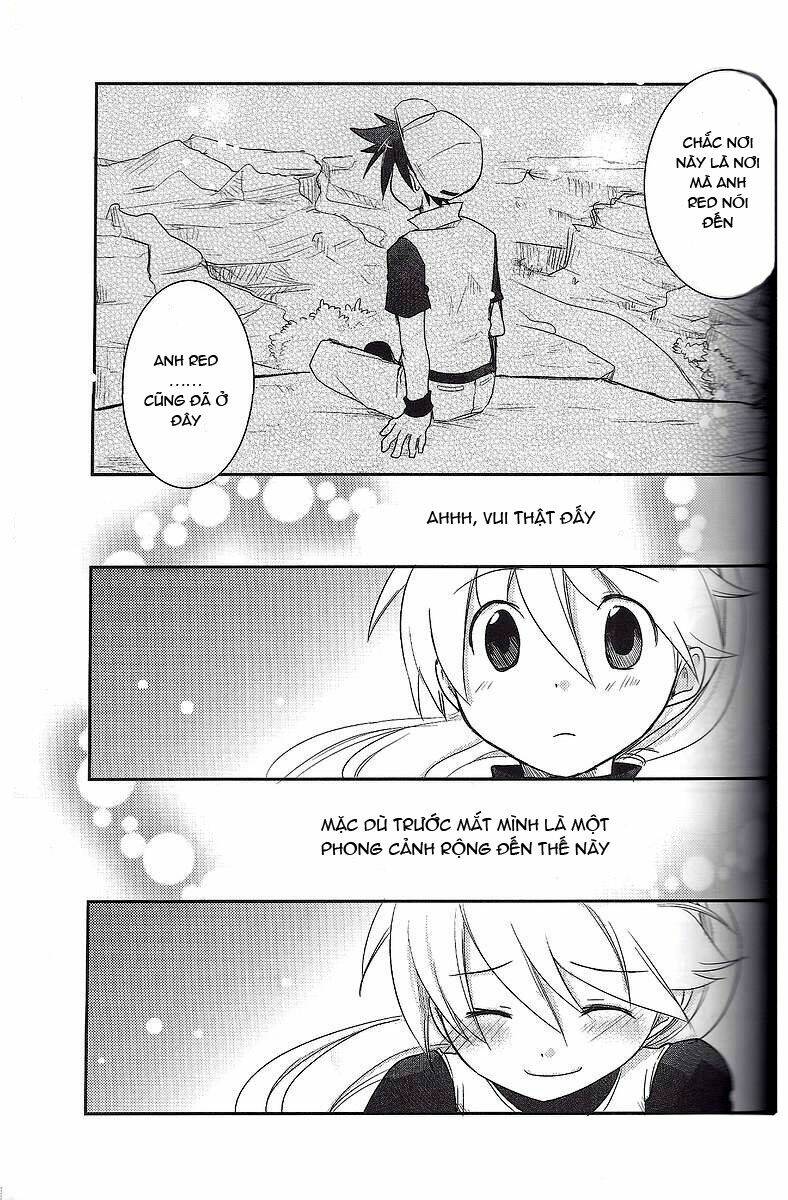 CHẮC NƠI
NÀY LÀ NƠI
MÀ ANH
RED NÓI
ĐẾN
ANH RED
......
CŨNG ĐÃ Ở
ĐÂY
AHHH, VUI THẬT ĐẤY
MẶC DÙ TRƯỚC MẮT MÌNH LÀ MỘT
PHONG CẢNH RỘNG ĐẾN THẾ NÀY